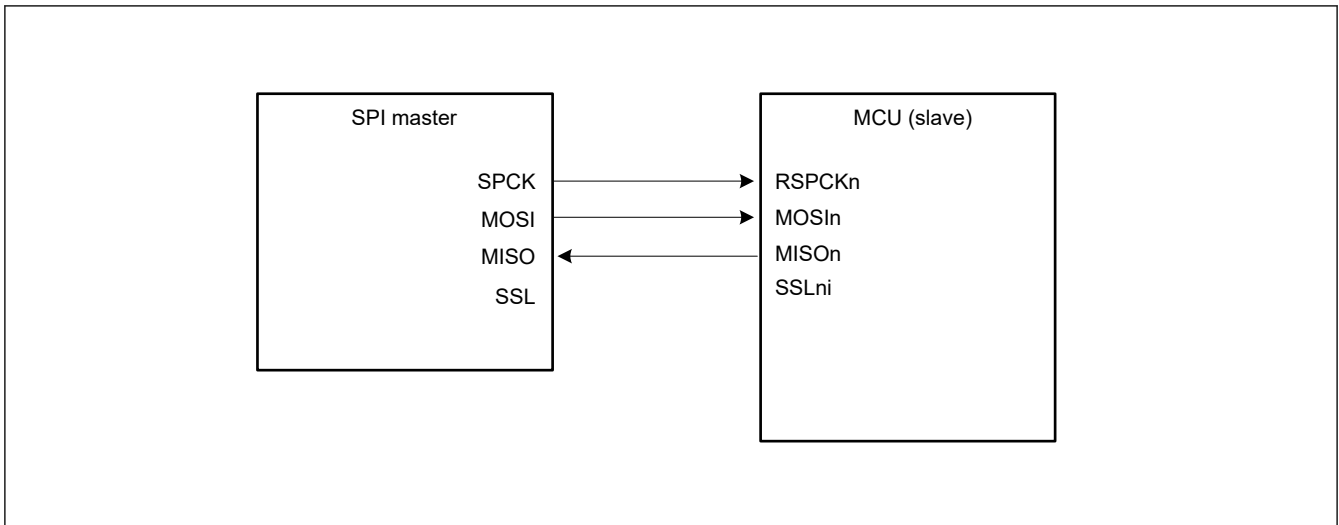 SPI master
SPCK
MOSI
MISO
SSL
MCU (slave)
RSPCKn
MOSIn
MISOn
SSLni